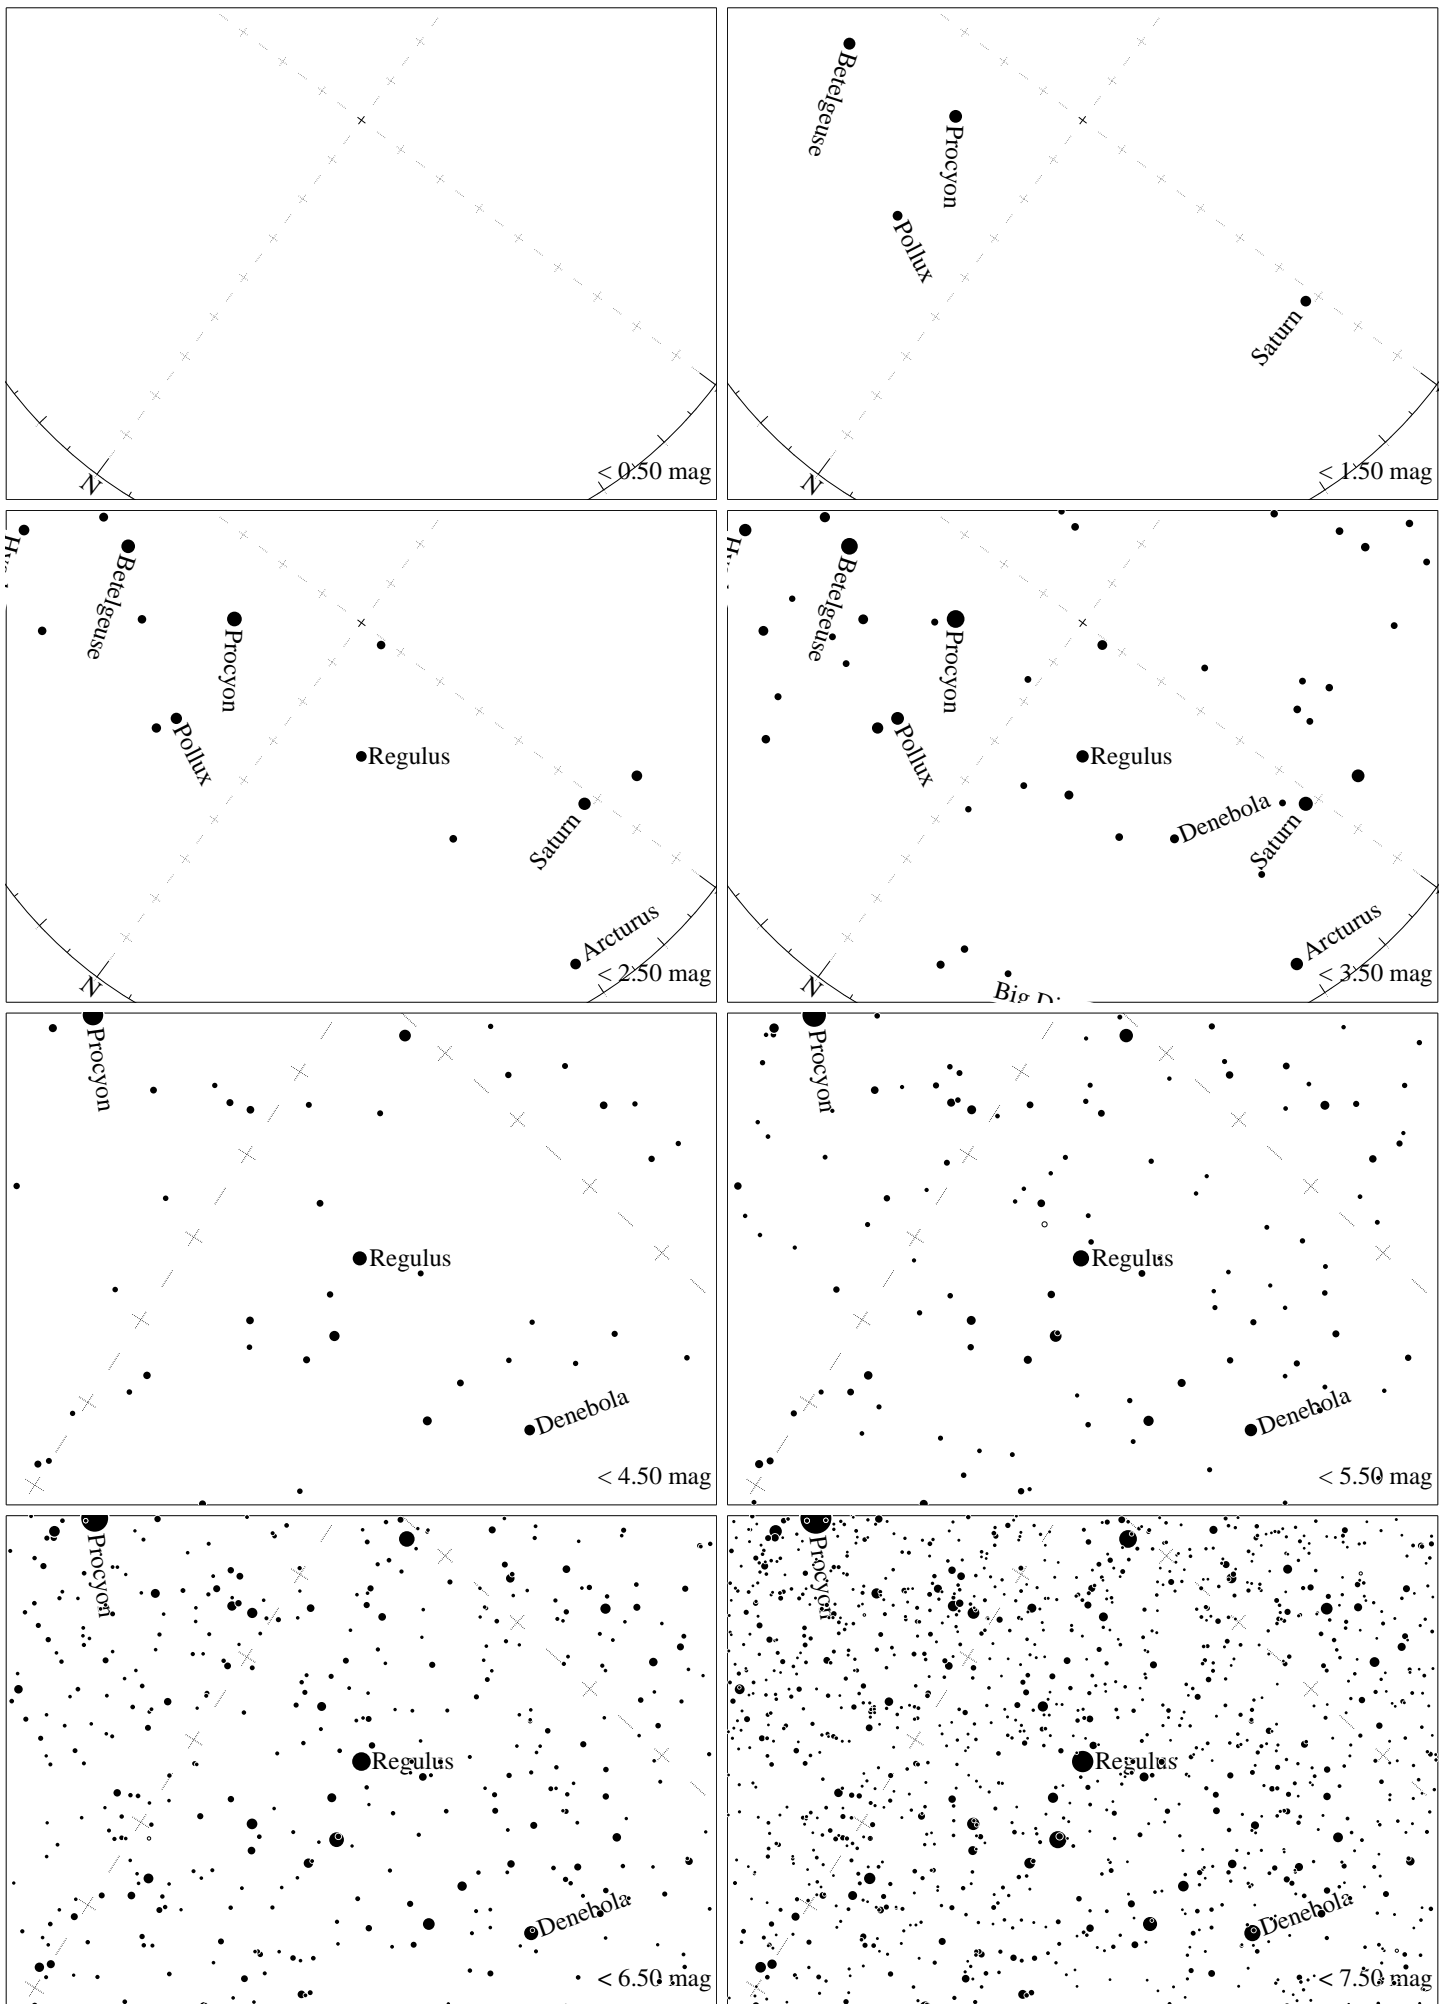 N
< 0.50 mag
Betelgeuse
Procyon
Pollux
Saturn
N
< 1.50 mag
Betelgeuse
Procyon
Pollux
Regulus
Saturn
Arcturus
N
< 2.50 mag
Betelgeuse
Procyon
Pollux
Regulus
Denebola
Saturn
Arcturus
N
Big Di
< 3.50 mag
Procyon
Regulus
Denebola
< 4.50 mag
Procyon
Regulus
Denebola
< 5.50 mag
Procyon
Regulus
Denebola
< 6.50 mag
Procyon
Regulus
Denebola
< 7.50 mag